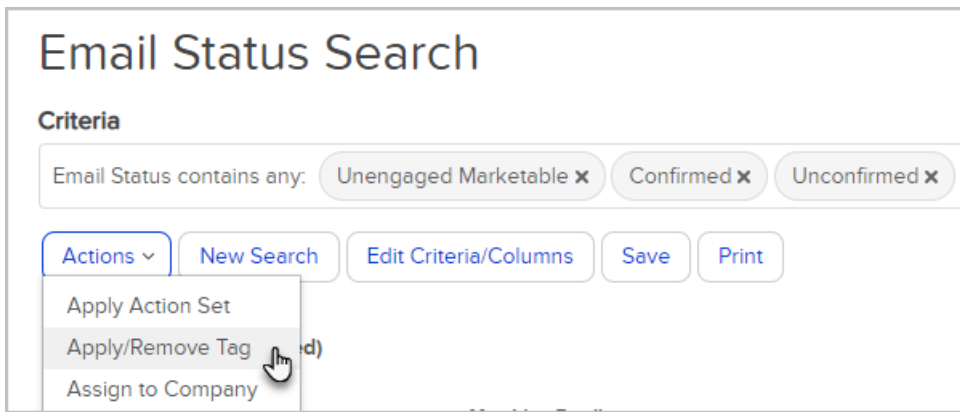 Email Status Search
Criteria
Email Status contains any: Unengaged Marketable × Confirmed × Unconfirmed ×
Actions New Search Edit Criteria/Columns Save Print
Apply Action Set
Apply/Remove Tag ed)
Assign to Company